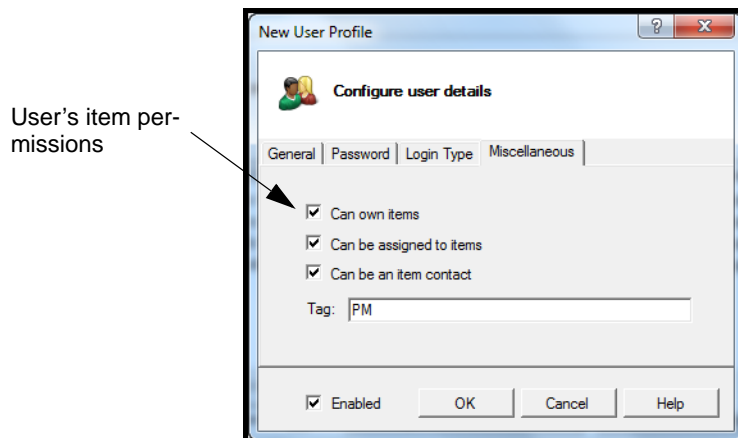 New User Profile
?
X
Configure user details
User's item per-
missions
General Password Login Type Miscellaneous
Can own items
Can be assigned to items
Can be an item contact
Tag: PM
Enabled OK Cancel Help